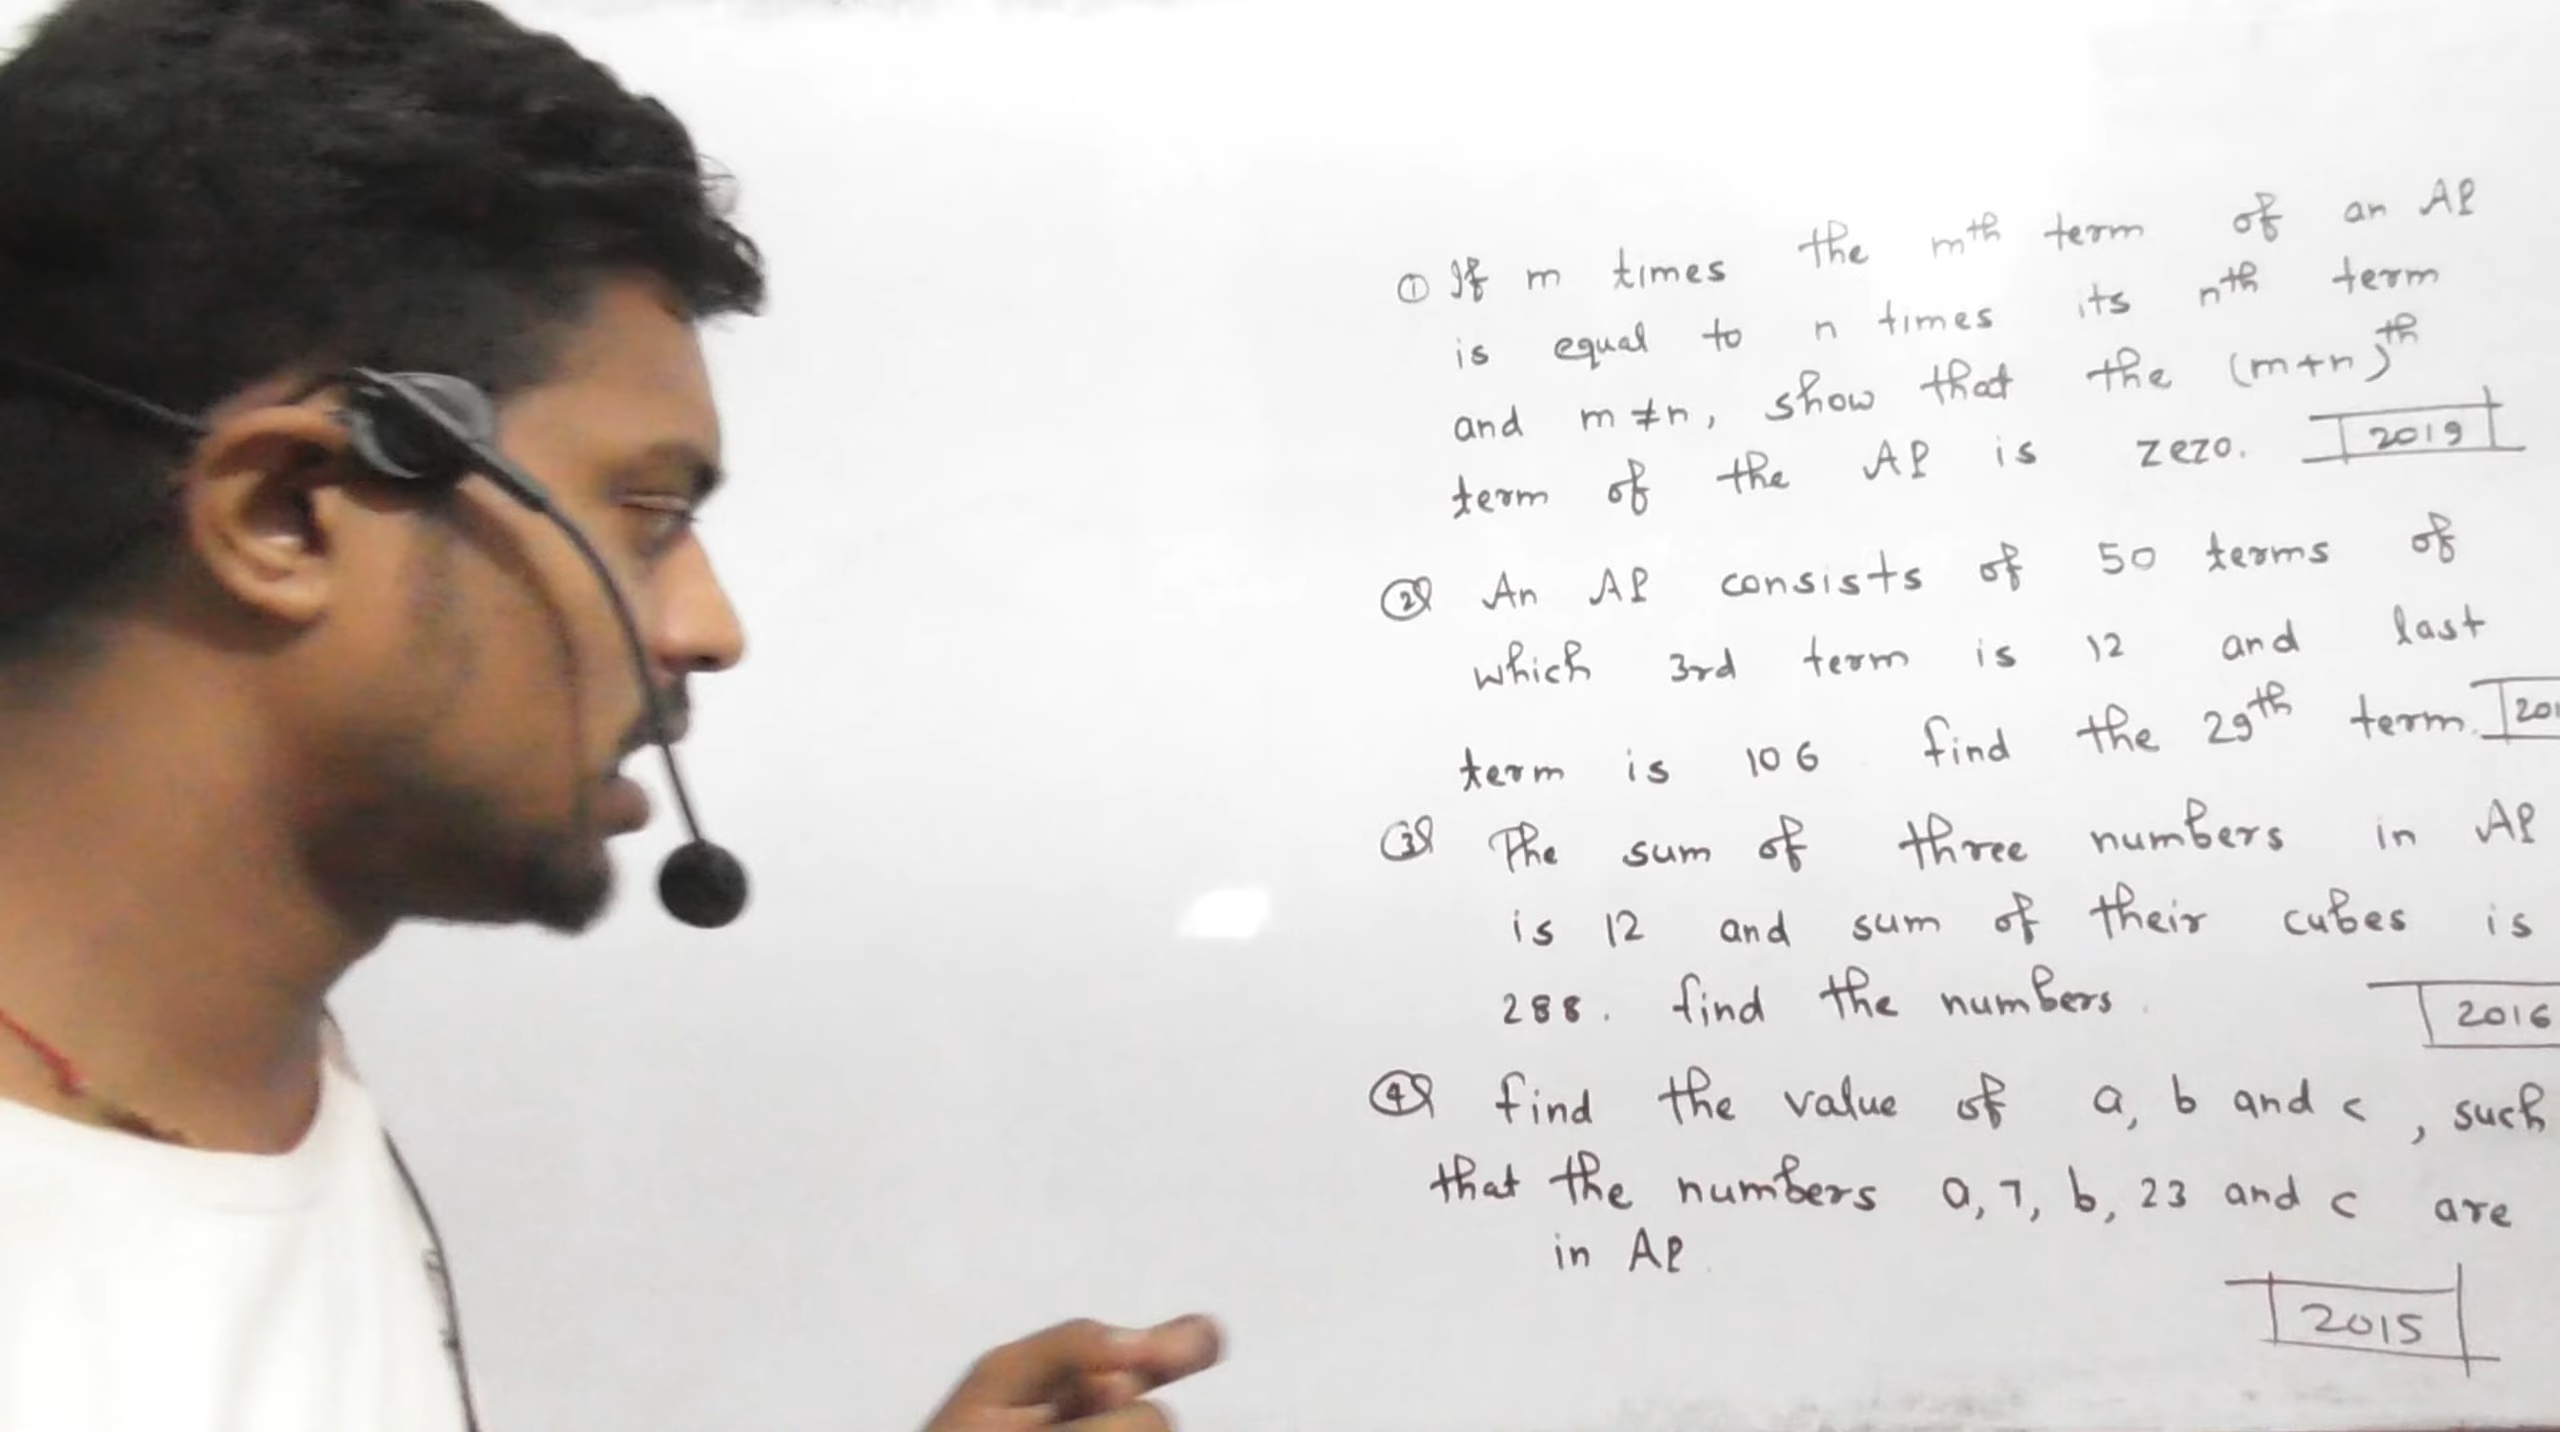 ① If m times the mth term of an AP
is equal to n times its nth term
and m ≠ n, show that the (m+n)th
term of the AP is zezo. 2019
② An AP consists of 50 terms of
which 3rd term is 12 and last
term is 106 find the 29th term.
③ The sum of three numbers in AP
is 12 and sum of their cubes is
288. find the numbers. 2016
④ find the value of a, b and c, such
that the numbers a, 7, b, 23 and c are
in AP
2015